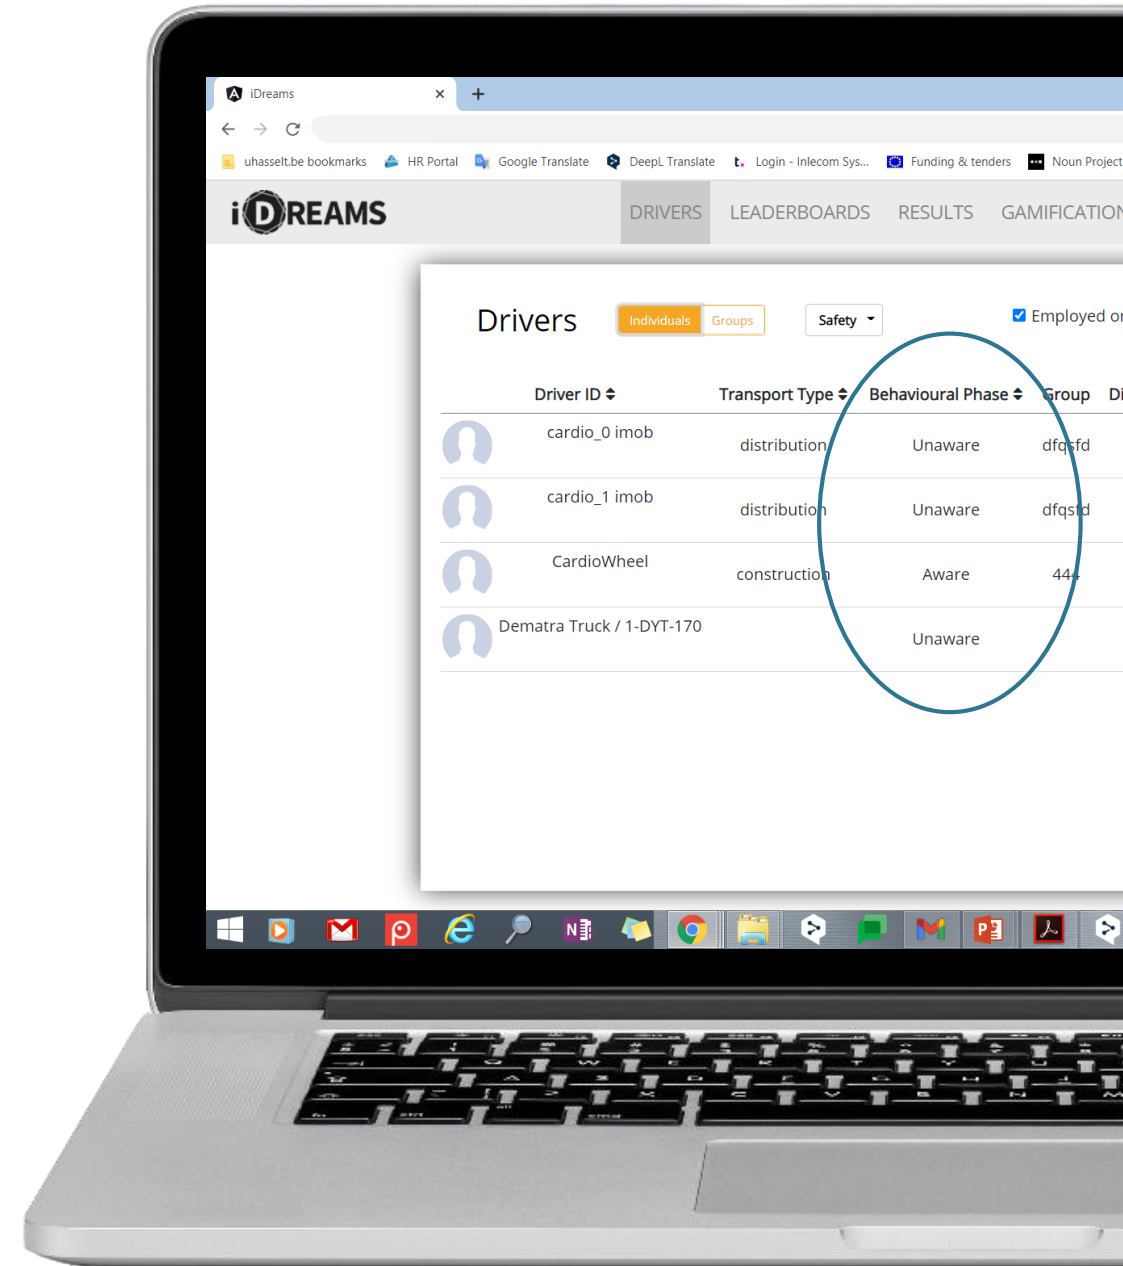 iDreams
uhasselt.be bookmarks HR Portal Google Translate DeepL Translate Login - Inlecom Sys... Funding & tenders Noun Project
iDREAMS DRIVERS LEADERBOARDS RESULTS GAMIFICATION
Drivers Individuals Groups Safety Employed
Driver ID Transport Type Behavioural Phase Group
cardio_0 imob distribution Unaware dfqsfd
cardio_1 imob distribution Unaware dfqsfd
CardioWheel construction Aware 444
Dematra Truck / 1-DYT-170 Unaware